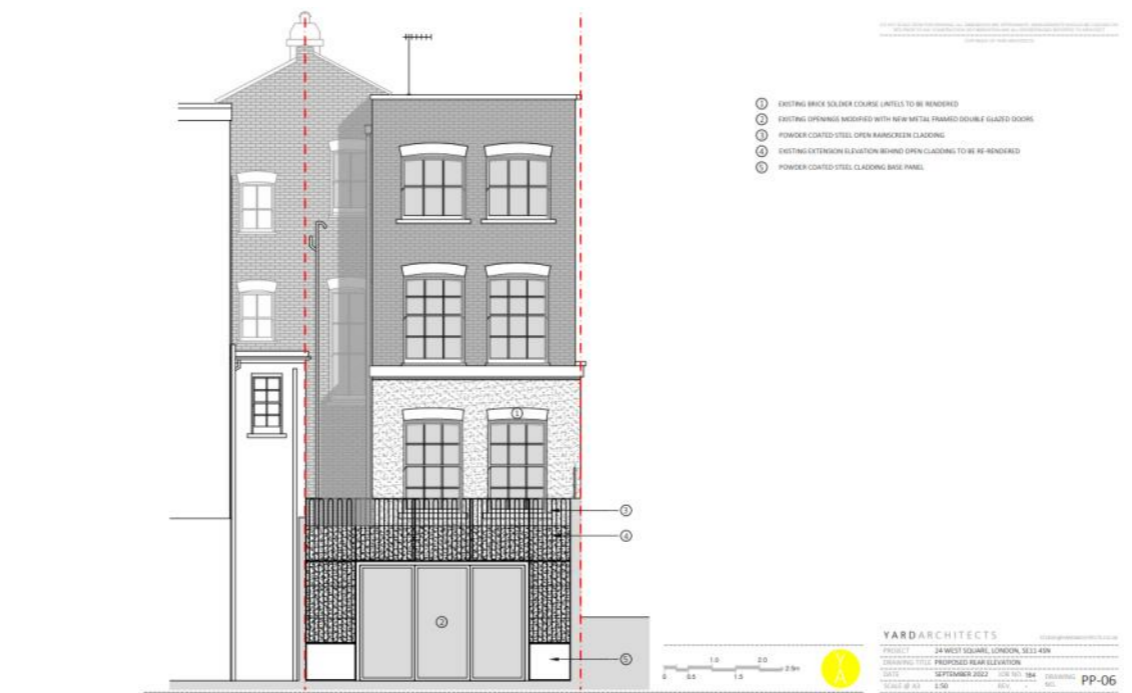 ① EXISTING BRICK SOLDIER COURSE LINTELS TO BE RENDERED
② EXISTING OPENINGS MODIFIED WITH NEW METAL FRAMED DOUBLE GLAZED DOORS
③ POWDER COATED STEEL OPEN RAINSCREEN CLADDING
④ EXISTING EXTENSION ELEVATION BEHIND OPEN CLADDING TO BE RE-RENDERED
⑤ POWDER COATED STEEL CLADDING BASE PANEL
①
③
④
②
⑤
0 0.5 1.0 1.5 2.0 2.5m
Y
A
YARDARCHITECTS
PROJECT 24 WEST SQUARE, LONDON, SE11 4SN
DRAWING TITLE PROPOSED REAR ELEVATION
DATE SEPTEMBER 2022 JOB NO. 384 DRAWING NO. PP-06
SCALE @ A3 1:50 REV. -